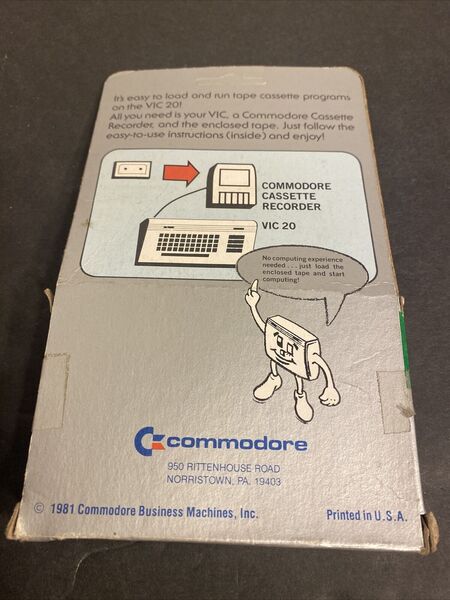 It's easy to load and run tape cassette programs
on the VIC 20!
All you need is your VIC, a Commodore Cassette
Recorder, and the enclosed tape. Just follow the
easy-to-use instructions (inside) and enjoy!
COMMODORE
CASSETTE
RECORDER
VIC 20
No computing experience
needed . . . just load the
enclosed tape and start
computing!
commodore
950 RITTENHOUSE ROAD
NORRISTOWN, PA. 19403
© 1981 Commodore Business Machines, Inc.
Printed in U.S.A.